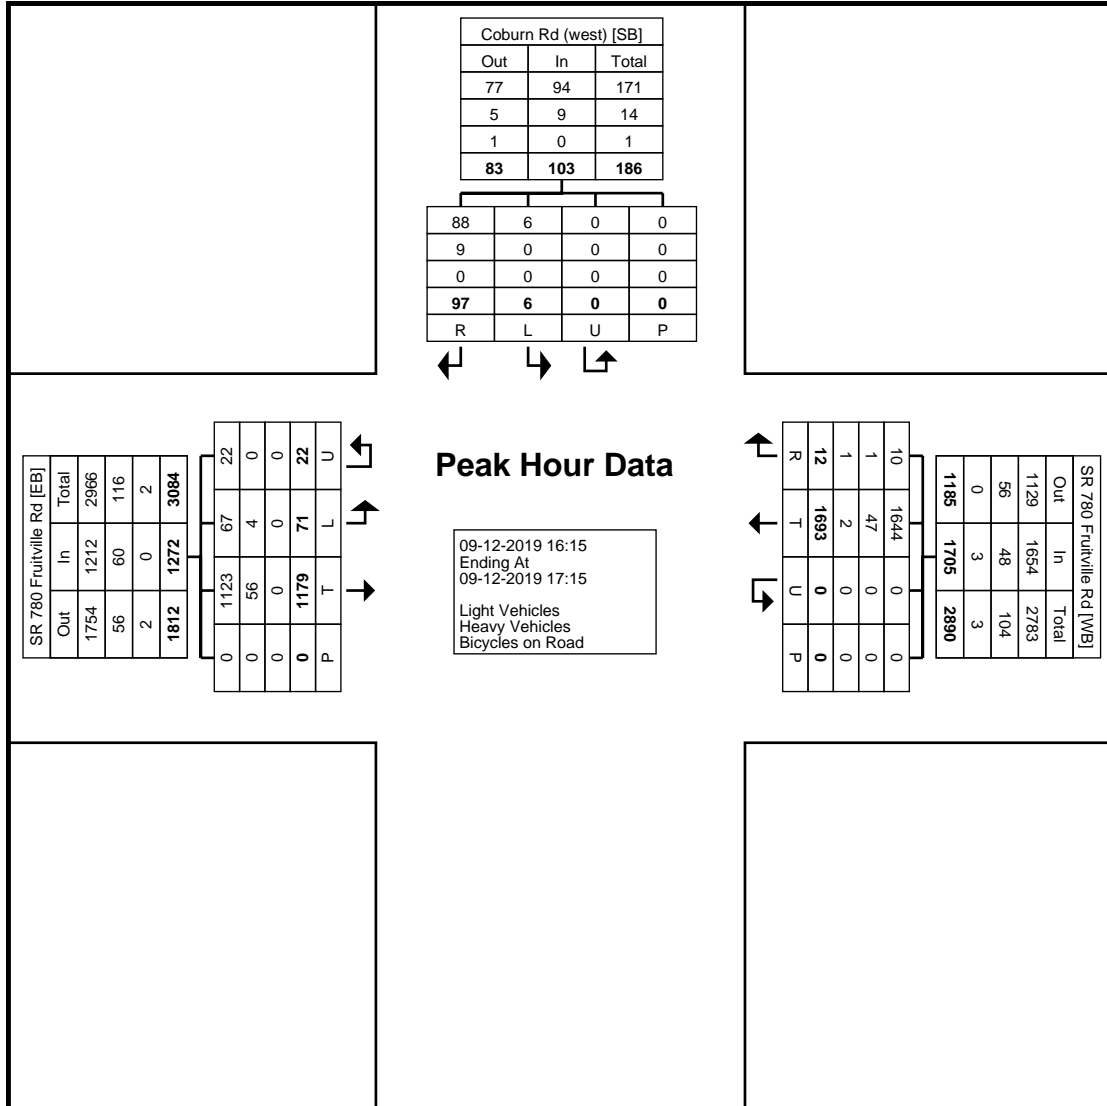 Coburn Rd (west) [SB]
Out In Total
77 94 171
5 9 14
1 0 1
83 103 186
88 6 0 0
9 0 0 0
0 0 0 0
97 6 0 0
R L U P
SR 780 Fruitville Rd [EB]
Out In Total
1754 1212 2966
56 60 116
2 0 2
1812 1272 3084
22 67 1123 0
0 4 56 0
0 0 0 0
22 71 1179 0
U L T P
Peak Hour Data
09-12-2019 16:15
Ending At
09-12-2019 17:15
Light Vehicles
Heavy Vehicles
Bicycles on Road
SR 780 Fruitville Rd [WB]
Out In Total
1129 1654 2783
56 48 104
0 3 3
1185 1705 2890
10 1644 0 0
1 47 0 0
1 2 0 0
12 1693 0 0
R T U P